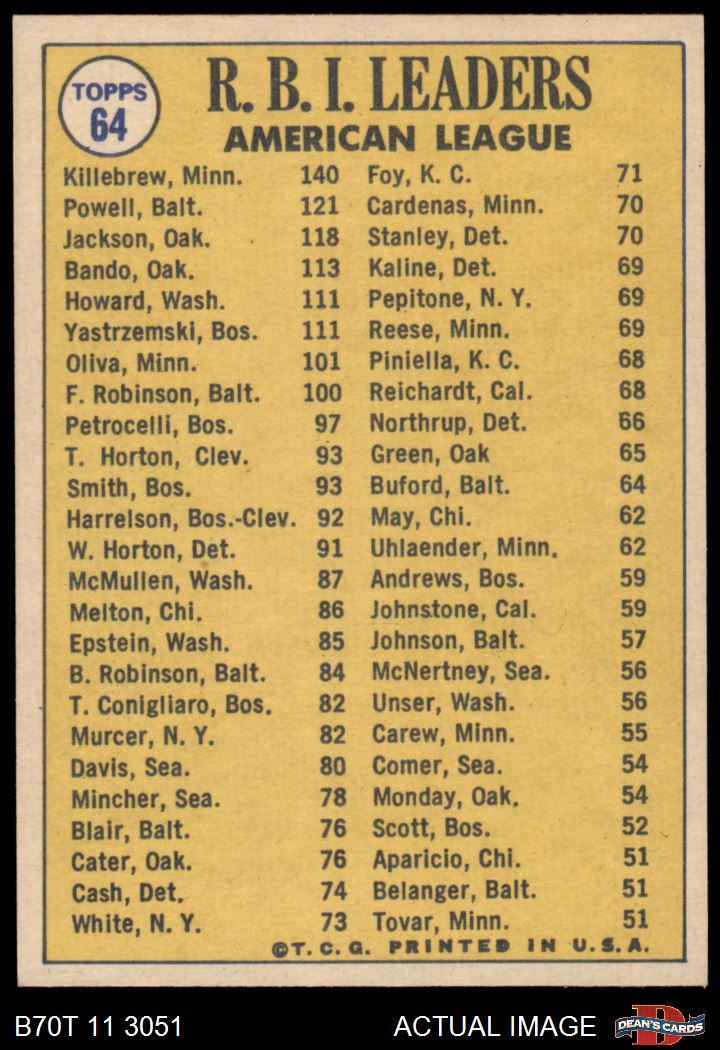 TOPPS
64
R. B. I. LEADERS
AMERICAN LEAGUE
Killebrew, Minn. 140 Foy, K. C. 71
Powell, Balt. 121 Cardenas, Minn. 70
Jackson, Oak. 118 Stanley, Det. 70
Bando, Oak. 113 Kaline, Det. 69
Howard, Wash. 111 Pepitone, N. Y. 69
Yastrzemski, Bos. 111 Reese, Minn. 69
Oliva, Minn. 101 Piniella, K. C. 68
F. Robinson, Balt. 100 Reichardt, Cal. 68
Petrocelli, Bos. 97 Northrup, Det. 66
T. Horton, Clev. 93 Green, Oak 65
Smith, Bos. 93 Buford, Balt. 64
Harrelson, Bos.-Clev. 92 May, Chi. 62
W. Horton, Det. 91 Uhlaender, Minn. 62
McMullen, Wash. 87 Andrews, Bos. 59
Melton, Chi. 86 Johnstone, Cal. 59
Epstein, Wash. 85 Johnson, Balt. 57
B. Robinson, Balt. 84 McNertney, Sea. 56
T. Conigliaro, Bos. 82 Unser, Wash. 56
Murcer, N. Y. 82 Carew, Minn. 55
Davis, Sea. 80 Comer, Sea. 54
Mincher, Sea. 78 Monday, Oak. 54
Blair, Balt. 76 Scott, Bos. 52
Cater, Oak. 76 Aparicio, Chi. 51
Cash, Det. 74 Belanger, Balt. 51
White, N. Y. 73 Tovar, Minn. 51
©T. C. G. PRINTED IN U. S. A.
B70T 11 3051 ACTUAL IMAGE DEAN'S CARDS